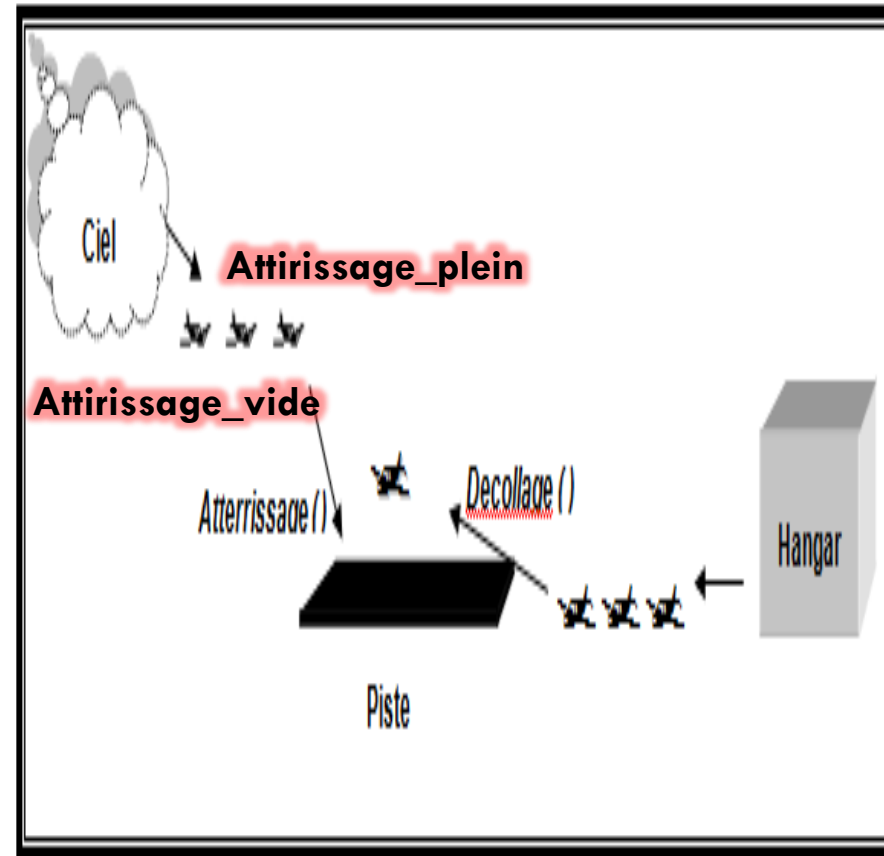 Ciel
Attirissage_plein
Attirissage_vide
Atterrissage ( )
Decollage ( )
Hangar
Piste